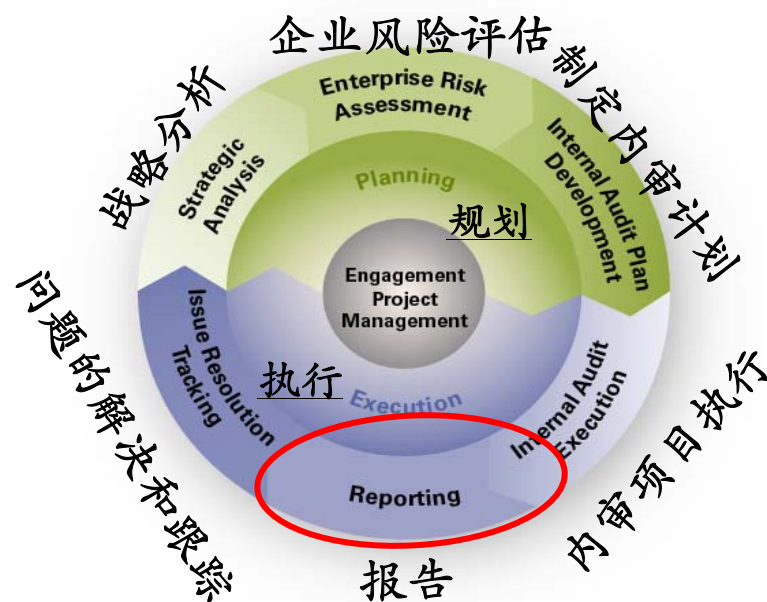 企业风险评估
Enterprise Risk
Assessment
制定内审计划
Internal Audit Plan
Development
战略分析
Strategic
Analysis
Planning
规划
Engagement
Project
Management
问题的解决和跟踪
Issue Resolution
Tracking
执行
Execution
内审项目执行
Internal Audit
Execution
Reporting
报告